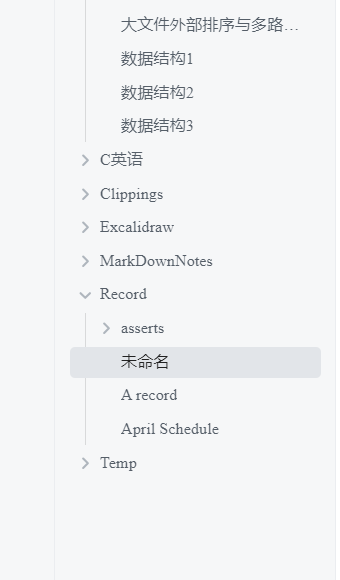 大文件外部排序与多路…
数据结构1
数据结构2
数据结构3
C英语
Clippings
Excalidraw
MarkDownNotes
Record
asserts
未命名
A record
April Schedule
Temp